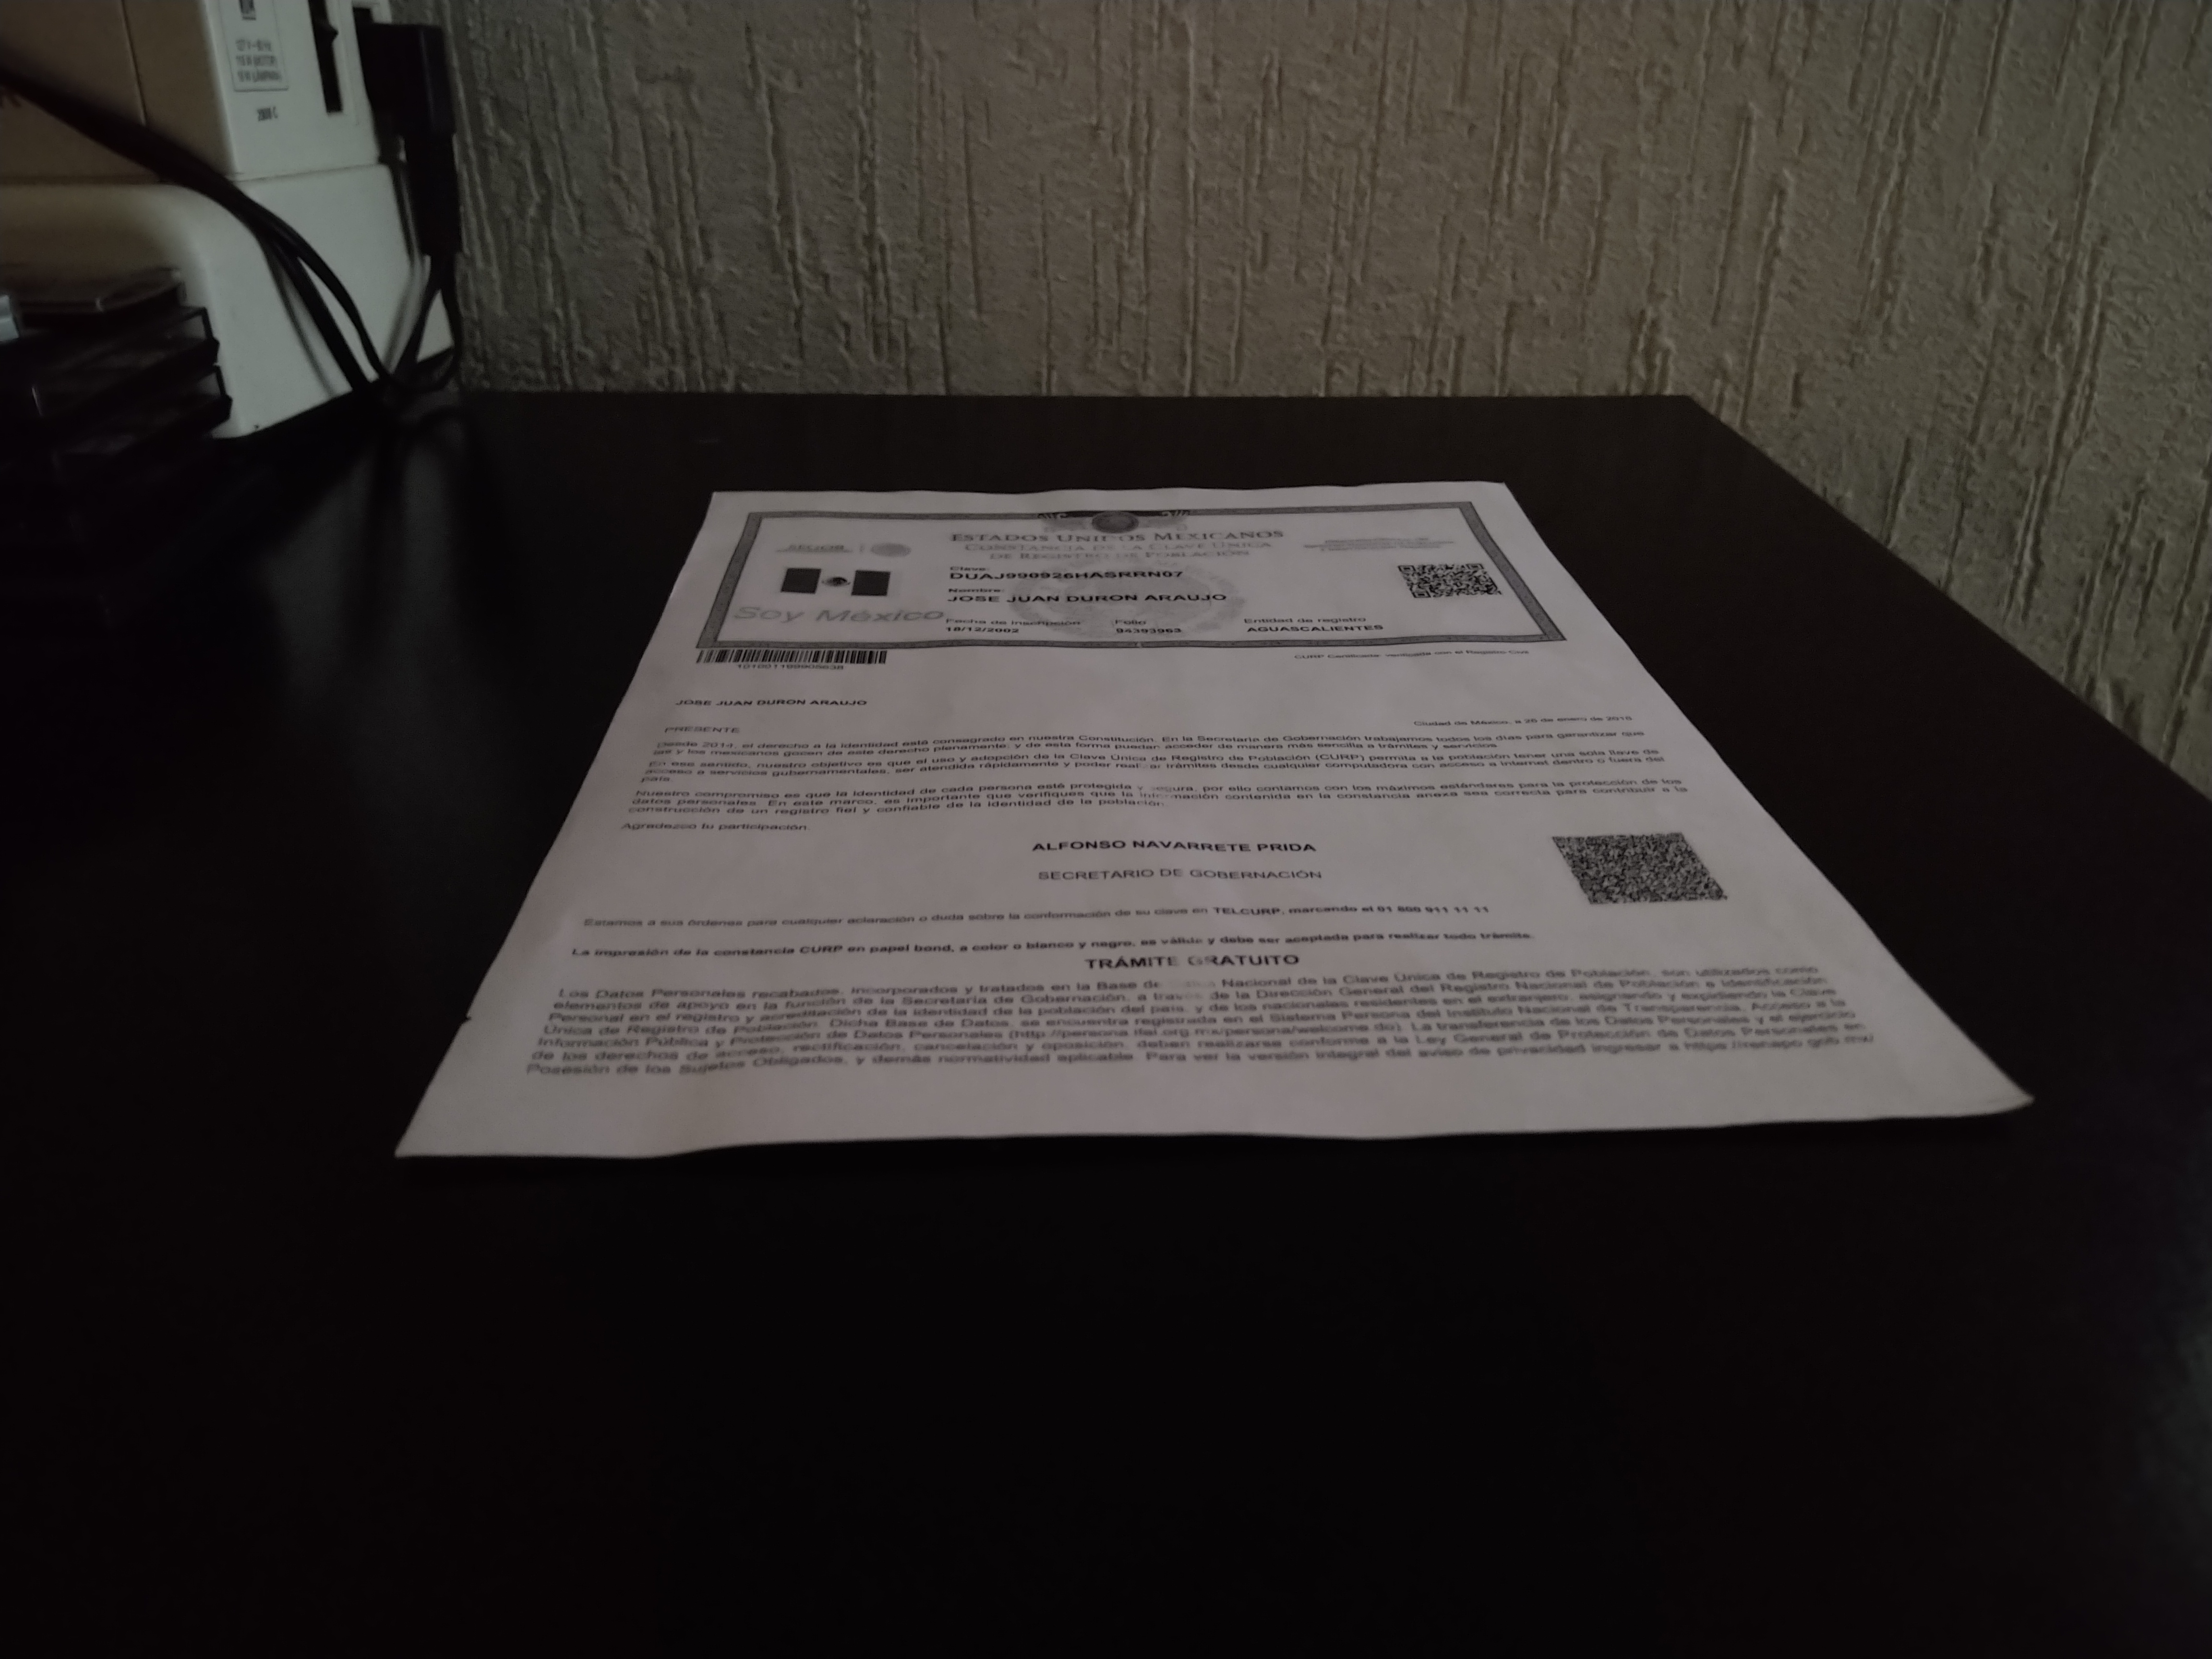 SEGOB
ESTADOS UNIDOS MEXICANOS
CONSTANCIA DE LA CLAVE ÚNICA
DE REGISTRO DE POBLACIÓN
Clave:
DUAJ990926HASRRN07
Nombre:
JOSE JUAN DURON ARAUJO
Soy México
Fecha de inscripción Folio Entidad de registro
18/12/2002 94393963 AGUASCALIENTES
CURP Certificada: verificada con el Registro Civil
JOSE JUAN DURON ARAUJO
PRESENTE
Ciudad de México, a de enero de
Desde 2014, el derecho a la identidad está consagrado en nuestra Constitución. En la Secretaría de Gobernación trabajamos todos los días para garantizar que
las y los mexicanos gocen de este derecho plenamente; y de esta forma puedan acceder de manera más sencilla a trámites y servicios.
En ese sentido, nuestro objetivo es que el uso y adopción de la Clave Única de Registro de Población (CURP) permita a la población tener una sola llave de
acceso a servicios gubernamentales, ser atendida rápidamente y poder realizar trámites desde cualquier computadora con acceso a internet dentro o fuera del
país.
Nuestro compromiso es que la identidad de cada persona esté protegida y segura, por ello contamos con los máximos estándares para la protección de los
datos personales. En este marco, es importante que verifiques que la información contenida en la constancia anexa sea correcta para contribuir a la
construcción de un registro fiel y confiable de la identidad de la población.
Agradezco tu participación.
ALFONSO NAVARRETE PRIDA
SECRETARIO DE GOBERNACIÓN
Estamos a sus órdenes para cualquier aclaración o duda sobre la conformación de su clave en TELCURP, marcando el 01 800 911 11 11
La impresión de la constancia CURP en papel bond, a color o blanco y negro, es válida y debe ser aceptada para realizar todo trámite.
TRÁMITE GRATUITO
Los Datos Personales recabados, incorporados y tratados en la Base de Nacional de la Clave Única de Registro de Población, son utilizados como
elementos de apoyo en la función de la Secretaría de Gobernación, a través de la Dirección General del Registro Nacional de Población e Identificación
Personal en el registro y acreditación de la identidad de la población del país, y de los nacionales residentes en el extranjero, asignando y expidiendo la Clave
Única de Registro de Población. Dicha Base de Datos, se encuentra registrada en el Sistema Persona del Instituto Nacional de Transparencia, Acceso a la
Información Pública y Protección de Datos Personales (http://persona.ifai.org.mx/persona/welcome.do). La transferencia de los Datos Personales y el ejercicio
de los derechos de acceso, rectificación, cancelación y oposición, deben realizarse conforme a la Ley General de Protección de Datos Personales en
Posesión de los Sujetos Obligados, y demás normatividad aplicable. Para ver la versión integral del aviso de privacidad ingresar a https://renapo.gob.mx/